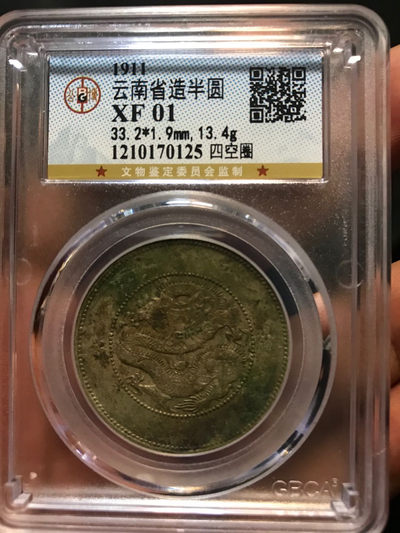 1911
云南省造半圆
XF 01
33.2*1.9mm,13.4g
1210170125 四空圈
★ 文物鉴定委员会监制 ★
GBCA